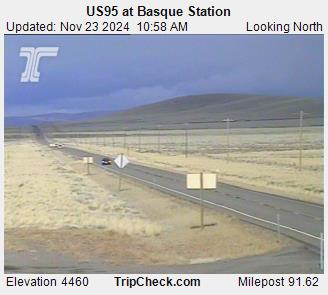 US95 at Basque Station
Updated: Nov 23 2024 10:58 AM Looking North
Elevation 4460 TripCheck.com Milepost 91.62